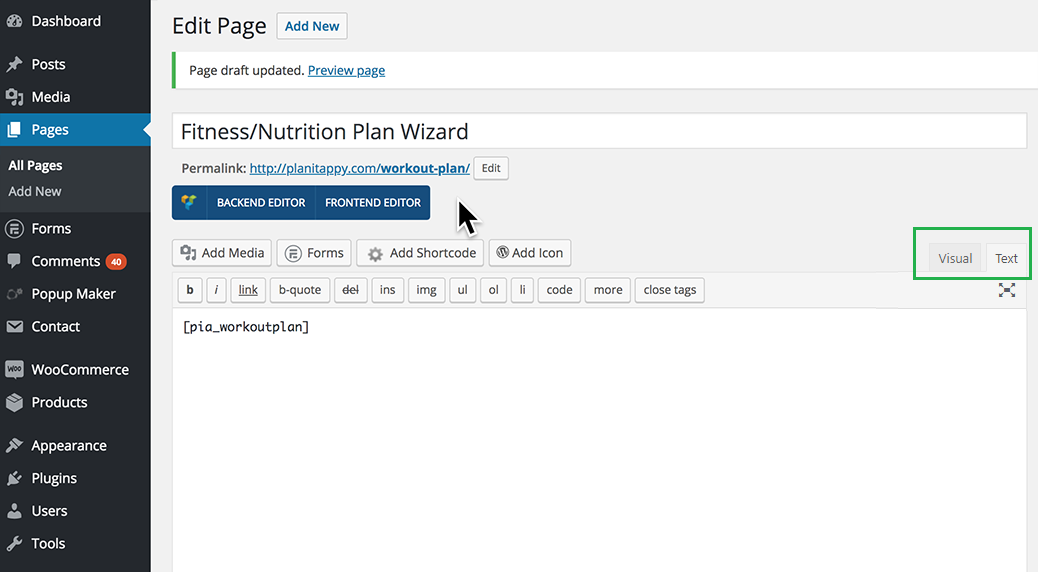 Dashboard
Posts
Media
Pages
All Pages
Add New
Forms
Comments 40
Popup Maker
Contact
WooCommerce
Products
Appearance
Plugins
Users
Tools
Edit Page Add New
Page draft updated. Preview page
Fitness/Nutrition Plan Wizard
Permalink: http://planitappy.com/workout-plan/ Edit
BACKEND EDITOR FRONTEND EDITOR
Add Media Forms Add Shortcode Add Icon
Visual Text
b i link b-quote del ins img ul ol li code more close tags
[pia_workoutplan]